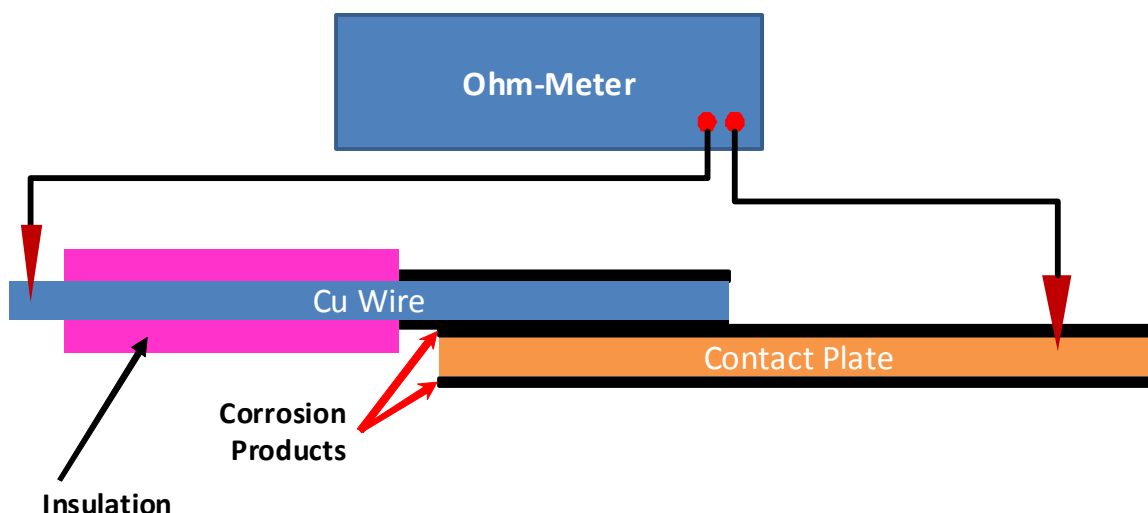 Ohm-Meter
Cu Wire
Contact Plate
Corrosion
Products
Insulation